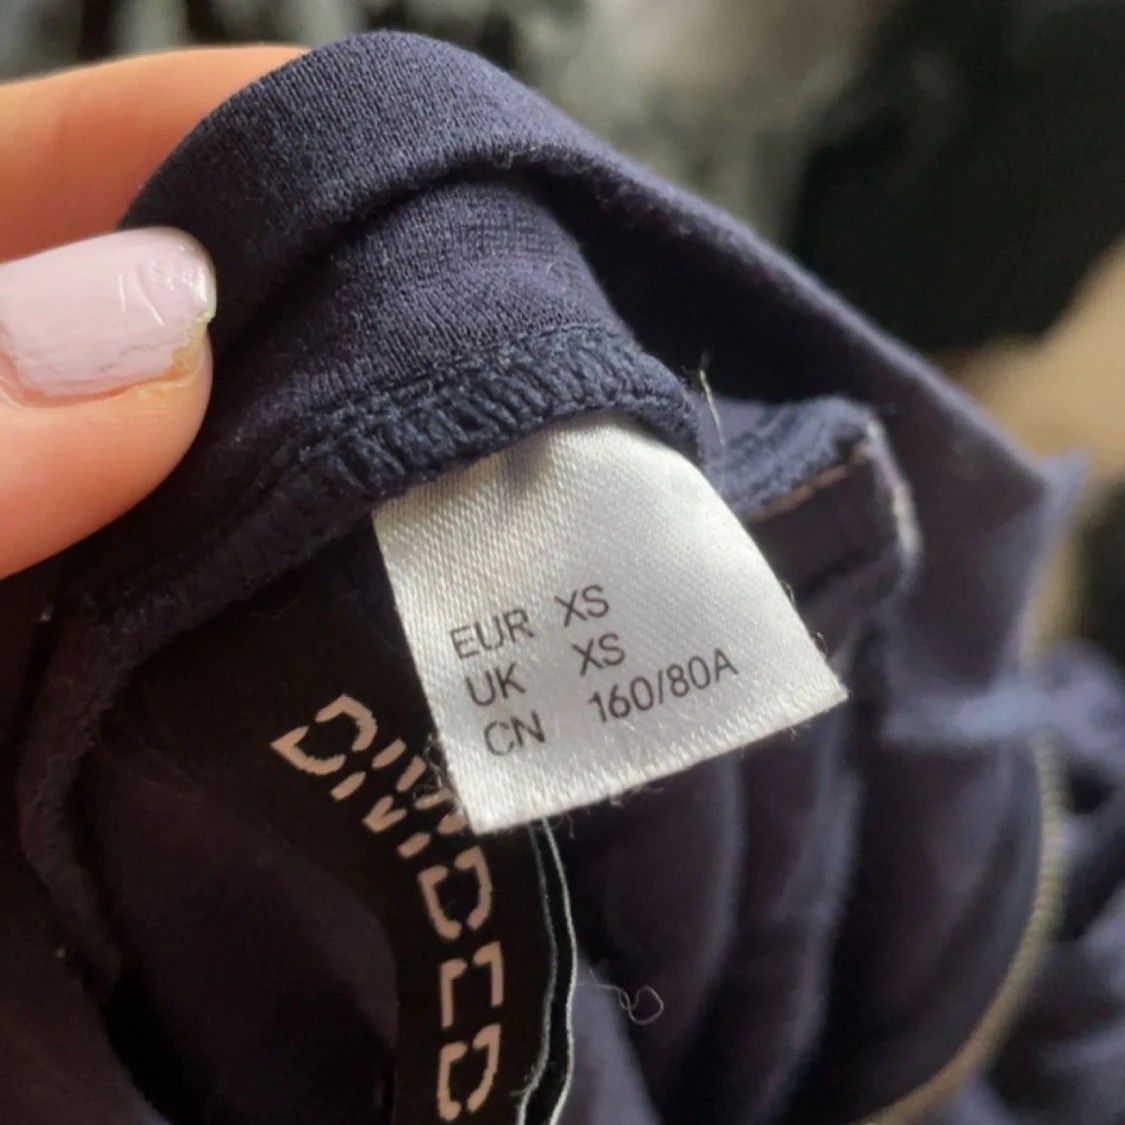 EUR XS
UK XS
CN 160/80A
DIVIDED